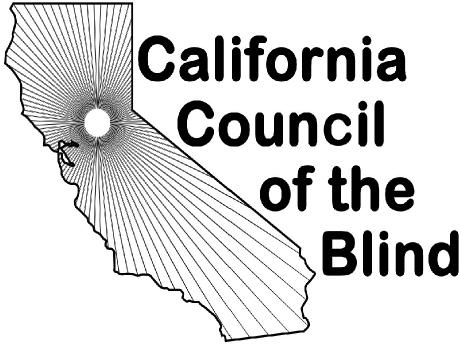 California
Council
of the
Blind